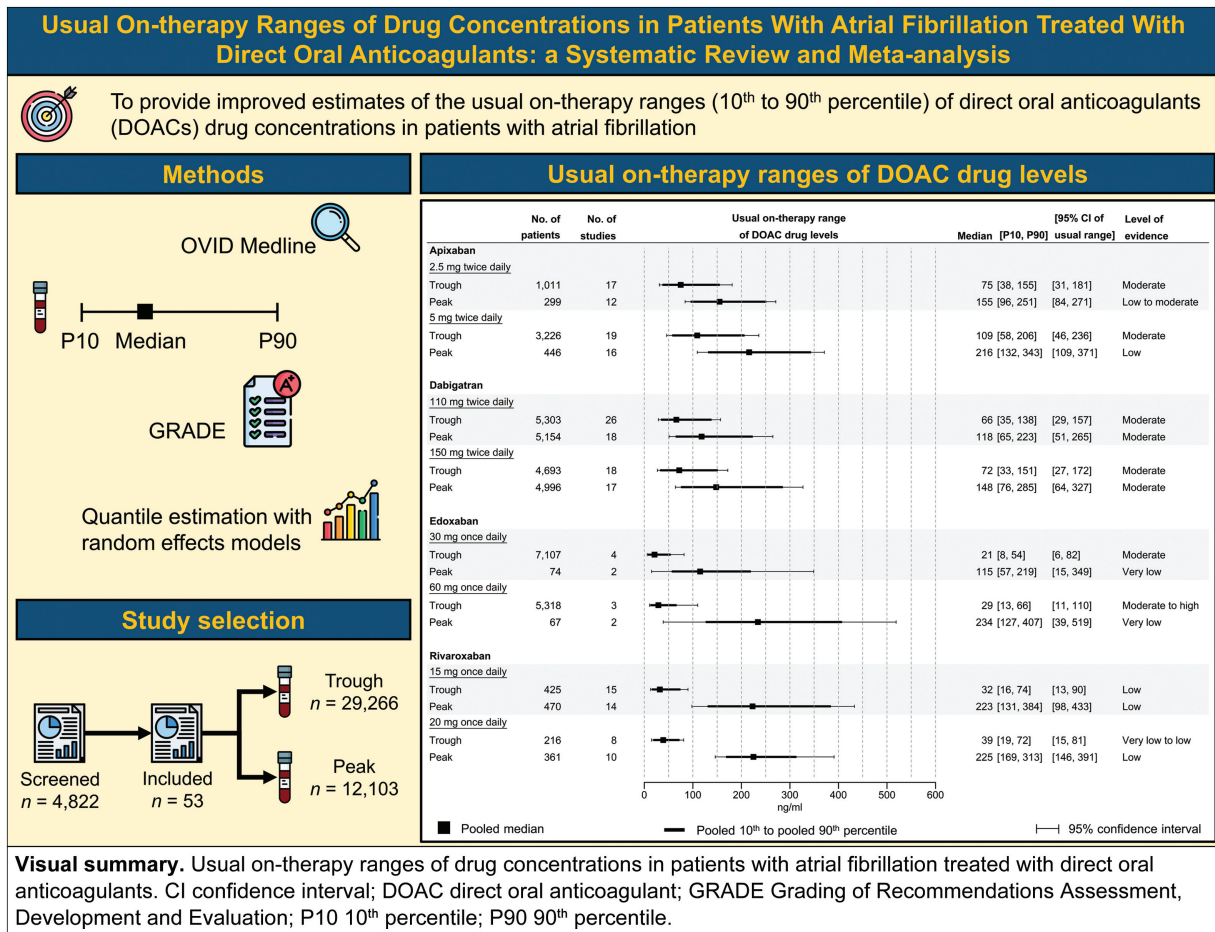 Usual On-therapy Ranges of Drug Concentrations in Patients With Atrial Fibrillation Treated With
Direct Oral Anticoagulants: a Systematic Review and Meta-analysis
To provide improved estimates of the usual on-therapy ranges (10th to 90th percentile) of direct oral anticoagulants
(DOACs) drug concentrations in patients with atrial fibrillation
Methods
OVID Medline
P10 Median P90
A+
GRADE
Quantile estimation with
random effects models
Study selection
Screened
n = 4,822
Included
n = 53
Trough
n = 29,266
Peak
n = 12,103
Usual on-therapy ranges of DOAC drug levels
No. of patients No. of studies Usual on-therapy range of DOAC drug levels Median [P10, P90] [95% CI of usual range] Level of evidence
Apixaban
2.5 mg twice daily
Trough 1,011 17 75 [38, 155] [31, 181] Moderate
Peak 299 12 155 [96, 251] [84, 271] Low to moderate
5 mg twice daily
Trough 3,226 19 109 [58, 206] [46, 236] Moderate
Peak 446 16 216 [132, 343] [109, 371] Low
Dabigatran
110 mg twice daily
Trough 5,303 26 66 [35, 138] [29, 157] Moderate
Peak 5,154 18 118 [65, 223] [51, 265] Moderate
150 mg twice daily
Trough 4,693 18 72 [33, 151] [27, 172] Moderate
Peak 4,996 17 148 [76, 285] [64, 327] Moderate
Edoxaban
30 mg once daily
Trough 7,107 4 21 [8, 54] [6, 82] Moderate
Peak 74 2 115 [57, 219] [15, 349] Very low
60 mg once daily
Trough 5,318 3 29 [13, 66] [11, 110] Moderate to high
Peak 67 2 234 [127, 407] [39, 519] Very low
Rivaroxaban
15 mg once daily
Trough 425 15 32 [16, 74] [13, 90] Low
Peak 470 14 223 [131, 384] [98, 433] Low
20 mg once daily
Trough 216 8 39 [19, 72] [15, 81] Very low to low
Peak 361 10 225 [169, 313] [146, 391] Low
0 100 200 300 400 500 600
ng/ml
Pooled median Pooled 10th to pooled 90th percentile 95% confidence interval
Visual summary. Usual on-therapy ranges of drug concentrations in patients with atrial fibrillation treated with direct oral
anticoagulants. CI confidence interval; DOAC direct oral anticoagulant; GRADE Grading of Recommendations Assessment,
Development and Evaluation; P10 10th percentile; P90 90th percentile.